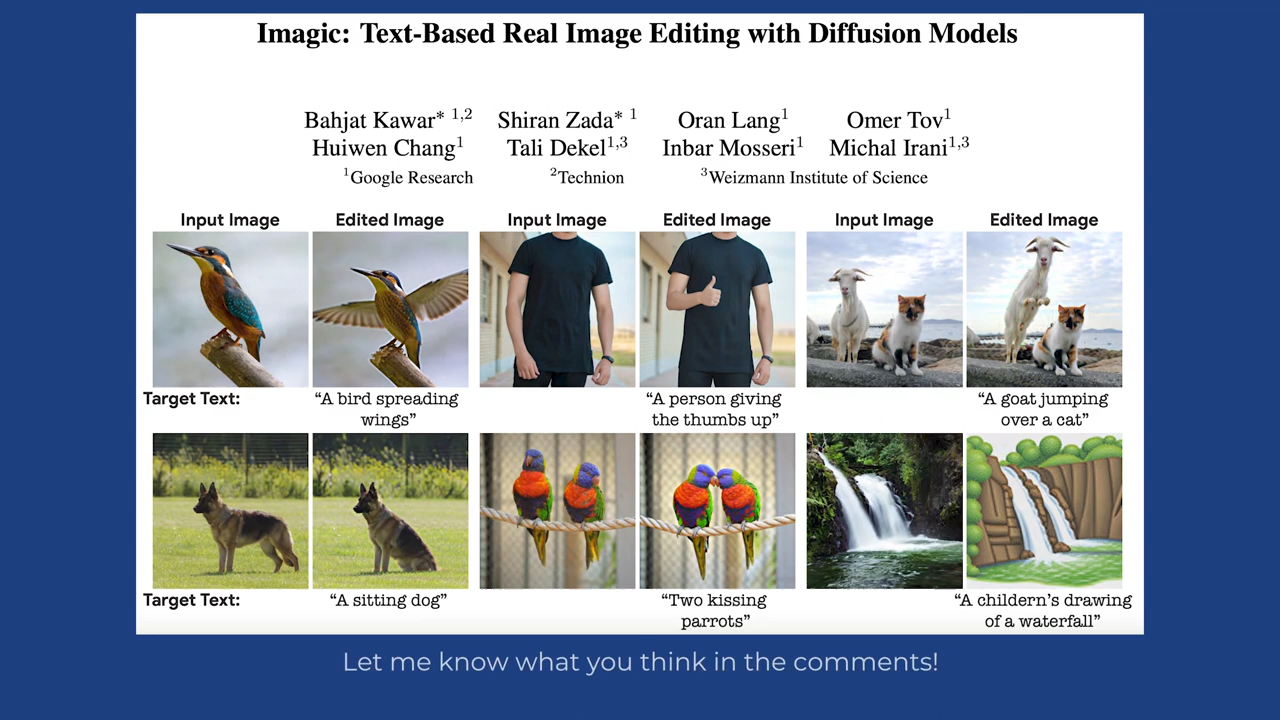 Imagic: Text-Based Real Image Editing with Diffusion Models
Bahjat Kawar* 1,2 Shiran Zada* 1 Oran Lang1 Omer Tov1
Huiwen Chang1 Tali Dekel1,3 Inbar Mosseri1 Michal Irani1,3
1Google Research 2Technion 3Weizmann Institute of Science
Input Image Edited Image Input Image Edited Image Input Image Edited Image
Target Text: “A bird spreading “A person giving “A goat jumping
wings” the thumbs up” over a cat”
Target Text: “A sitting dog” “Two kissing “A childern’s drawing
parrots” of a waterfall”
Let me know what you think in the comments!